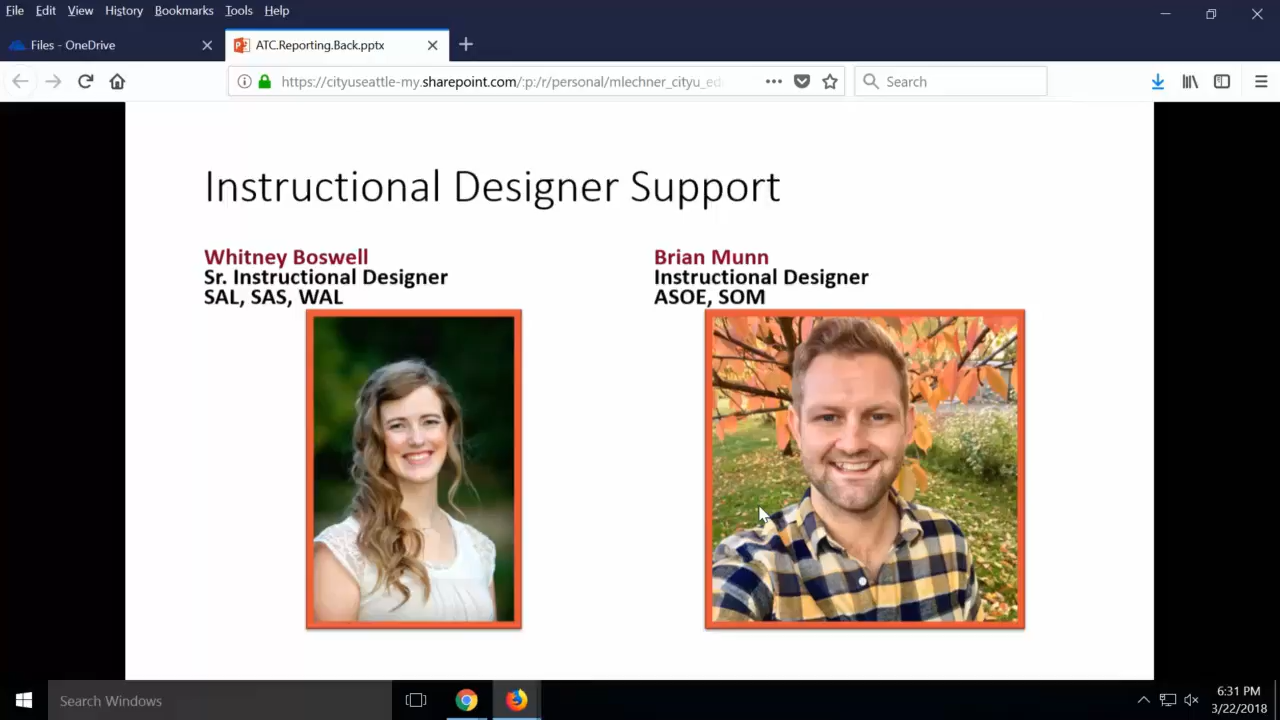 File Edit View History Bookmarks Tools Help
Files - OneDrive
ATC.Reporting.Back.pptx
https://cityuseattle-my.sharepoint.com/:p:/r/personal/mlechner_cityu_ed
Search
Instructional Designer Support
Whitney Boswell
Sr. Instructional Designer
SAL, SAS, WAL
Brian Munn
Instructional Designer
ASOE, SOM
Search Windows
6:31 PM
3/22/2018